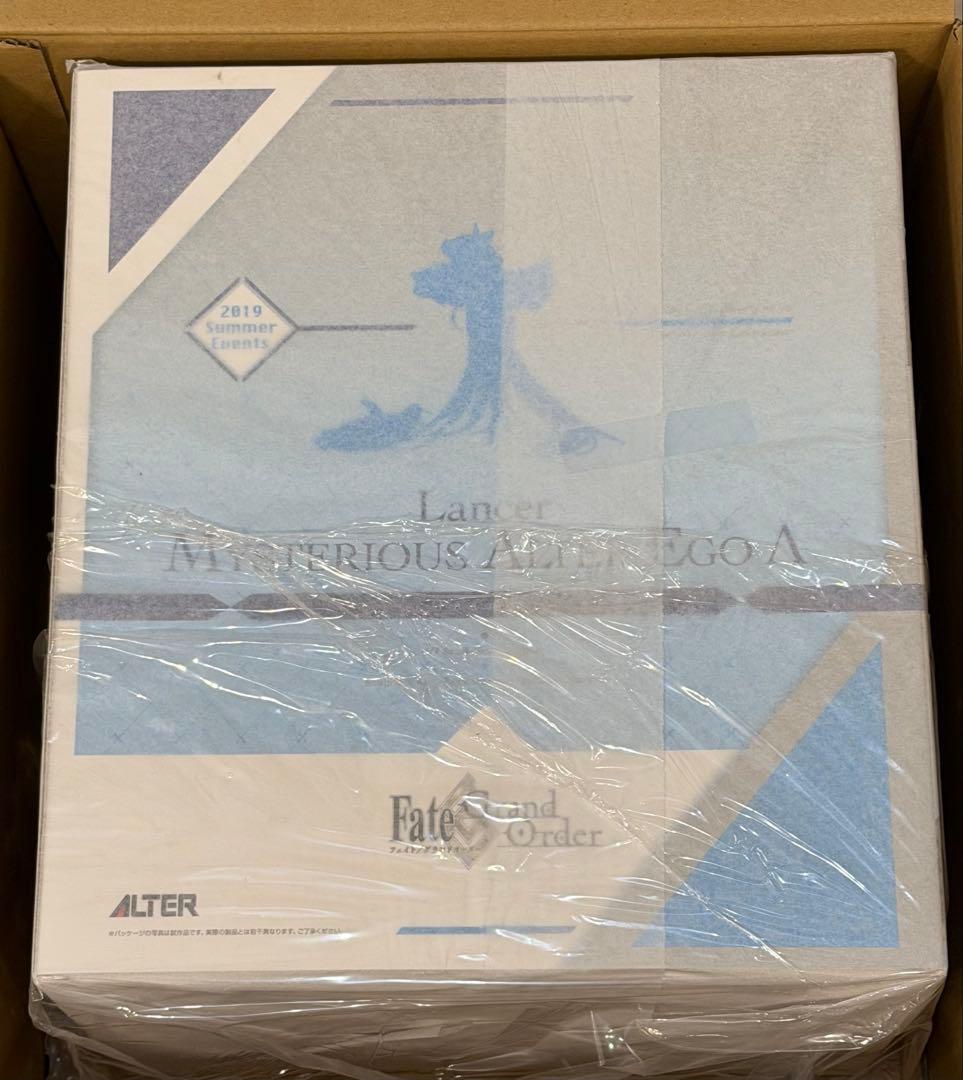 2019
Summer
Events
Lancer
MYSTERIOUS ALTER EGO Λ
Fate Grand
Order
フェイト/グランドオーダー
ALTER
※パッケージの写真は試作品です。実際の製品とは若干異なります。ご了承ください。